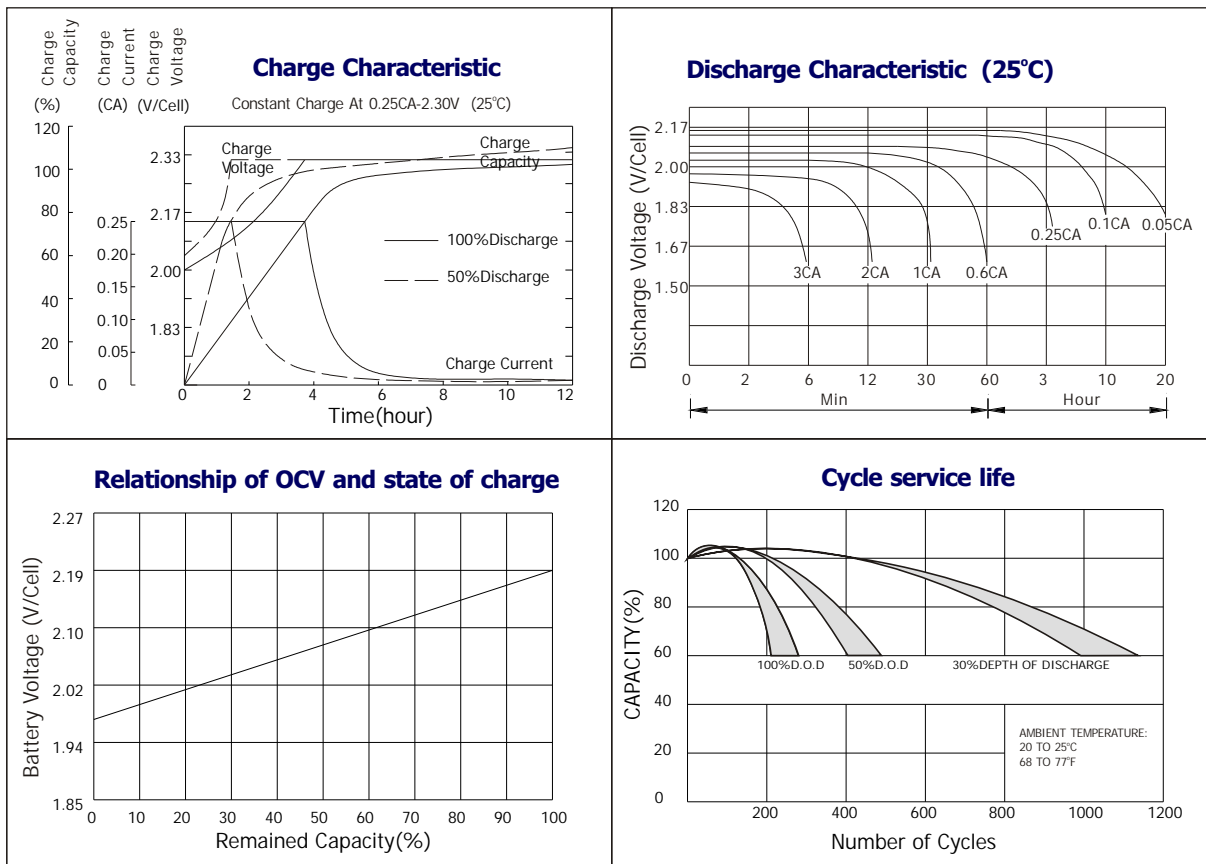 Charge Capacity
Charge Current
Charge Voltage
(%)
(CA)
(V/Cell)
Charge Characteristic
Constant Charge At 0.25CA-2.30V (25°C)
120
100
80
60
40
20
0
0.25
0.20
0.15
0.10
0.05
0
2.33
2.17
2.00
1.83
Charge
Voltage
Charge
Capacity
100%Discharge
50%Discharge
Charge Current
0 2 4 6 8 10 12
Time(hour)
Discharge Characteristic (25°C)
Discharge Voltage (V/Cell)
2.17
2.00
1.83
1.67
1.50
3CA
2CA
1CA
0.6CA
0.25CA
0.1CA
0.05CA
0 2 6 12 30 60 3 10 20
Min
Hour
Relationship of OCV and state of charge
Battery Voltage (V/Cell)
2.27
2.19
2.10
2.02
1.94
1.85
0 10 20 30 40 50 60 70 80 90 100
Remained Capacity(%)
Cycle service life
CAPACITY(%)
120
100
80
60
40
20
0
100%D.O.D
50%D.O.D
30%DEPTH OF DISCHARGE
AMBIENT TEMPERATURE:
20 TO 25°C
68 TO 77°F
200 400 600 800 1000 1200
Number of Cycles